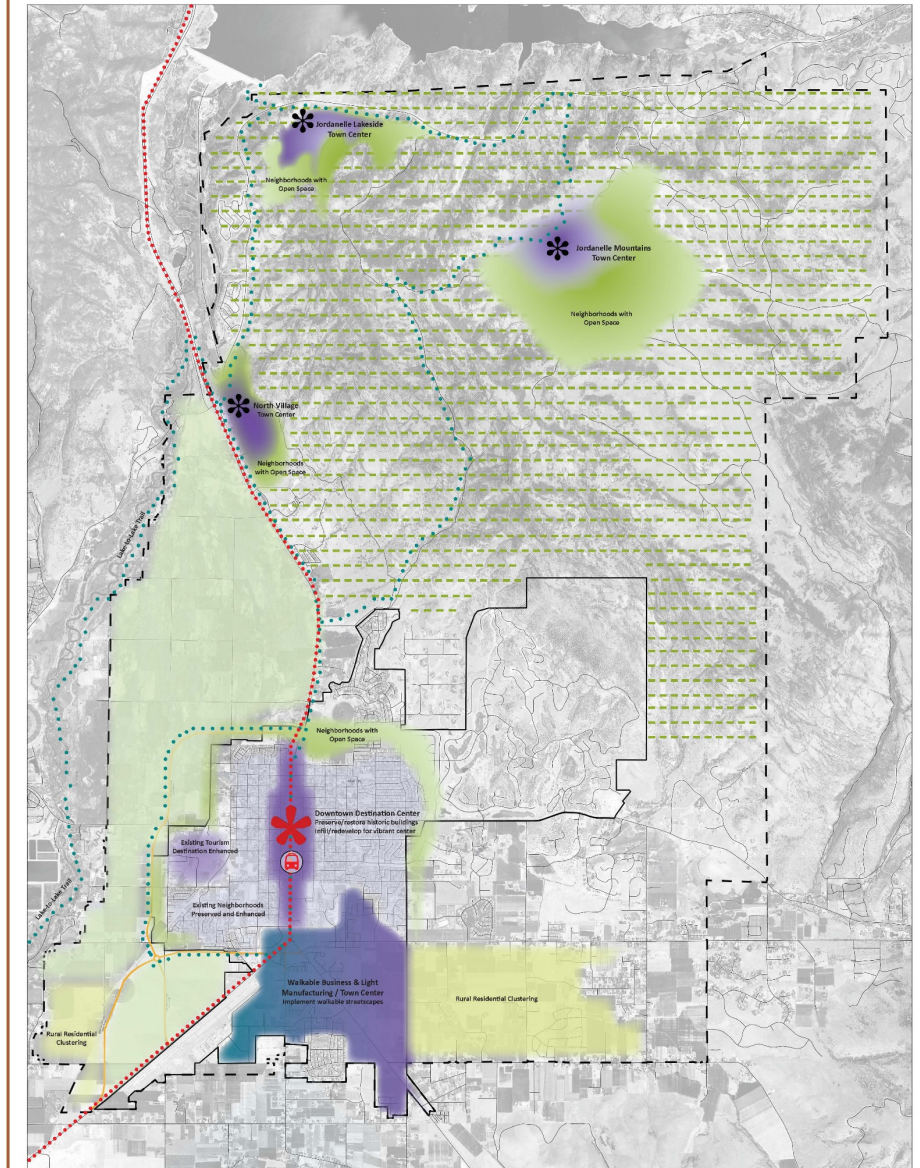 Jordanelle Lakeside
Town Center
Neighborhoods with
Open Space
Jordanelle Mountains
Town Center
Neighborhoods with
Open Space
North Village
Town Center
Neighborhoods
with Open Space
Lake-to-Lake Trail
Neighborhoods with
Open Space
Downtown Destination Center
Preserve/restore historic buildings
Infill/redevelop for vibrant center
Existing Tourism
Destination Enhanced
Lake-to-Lake Trail
Existing Neighborhoods
Preserved and Enhanced
Walkable Business & Light
Manufacturing / Town Center
Implement walkable streetscapes
Rural Residential Clustering
Rural Residential
Clustering